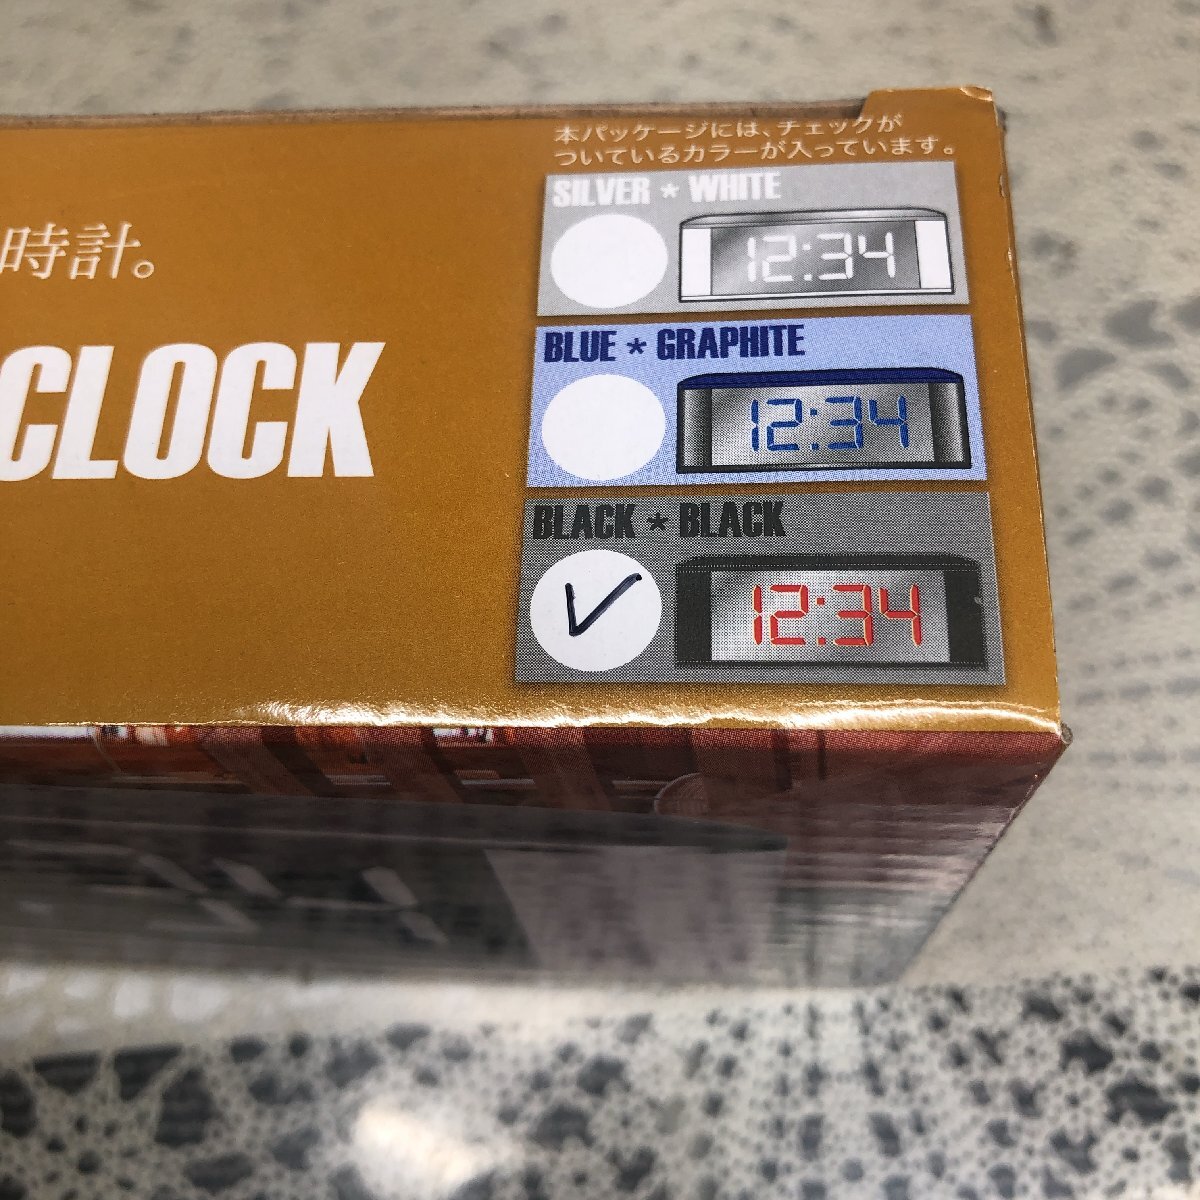 本パッケージには、チェックが
ついているカラーが入っています。
SILVER * WHITE
12:34
時計。
BLUE * GRAPHITE
12:34
CLOCK
BLACK * BLACK
12:34